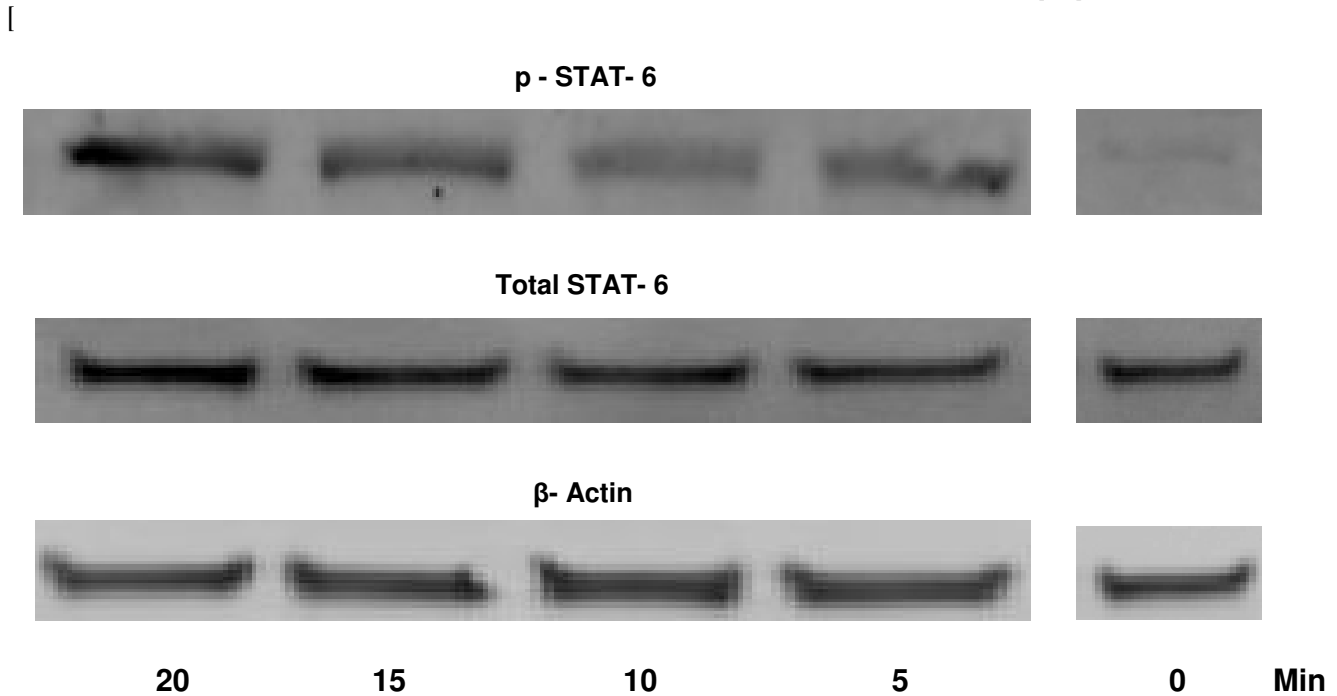 [
p - STAT- 6
Total STAT- 6
β- Actin
20 15 10 5 0 Min